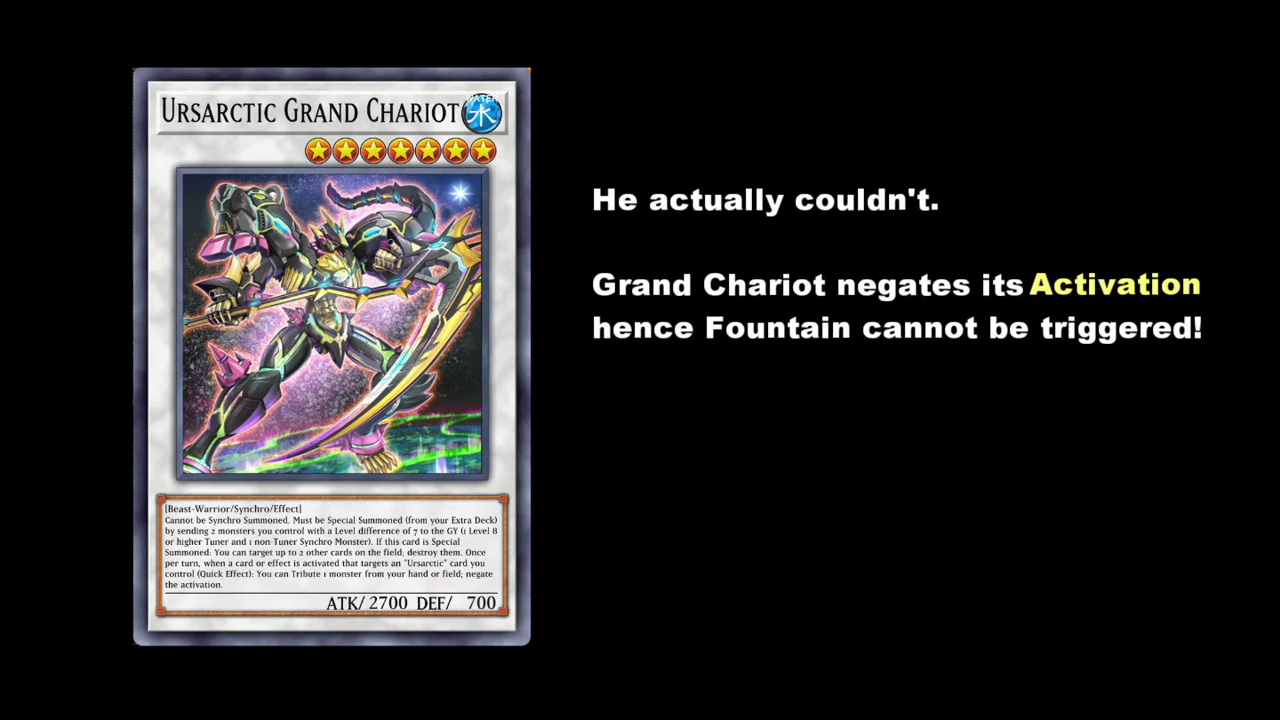 URSARCTIC GRAND CHARIOT
WATER
水
He actually couldn't.
Grand Chariot negates its Activation
hence Fountain cannot be triggered!
[Beast-Warrior/Synchro/Effect]
Cannot be Synchro Summoned. Must be Special Summoned (from your Extra Deck)
by sending 2 monsters you control with a Level difference of 7 to the GY (1 Level 8
or higher Tuner and 1 non-Tuner Synchro Monster). If this card is Special
Summoned: You can target up to 2 other cards on the field; destroy them. Once
per turn, when a card or effect is activated that targets an "Ursarctic" card you
control (Quick Effect): You can Tribute 1 monster from your hand or field; negate
the activation.
ATK/ 2700 DEF/ 700